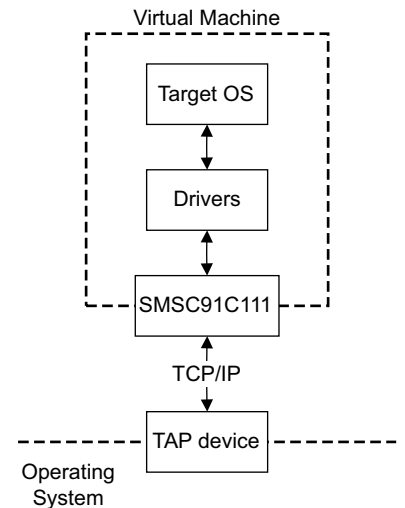 Virtual Machine
Target OS
Drivers
SMSC91C111
TCP/IP
TAP device
Operating
System